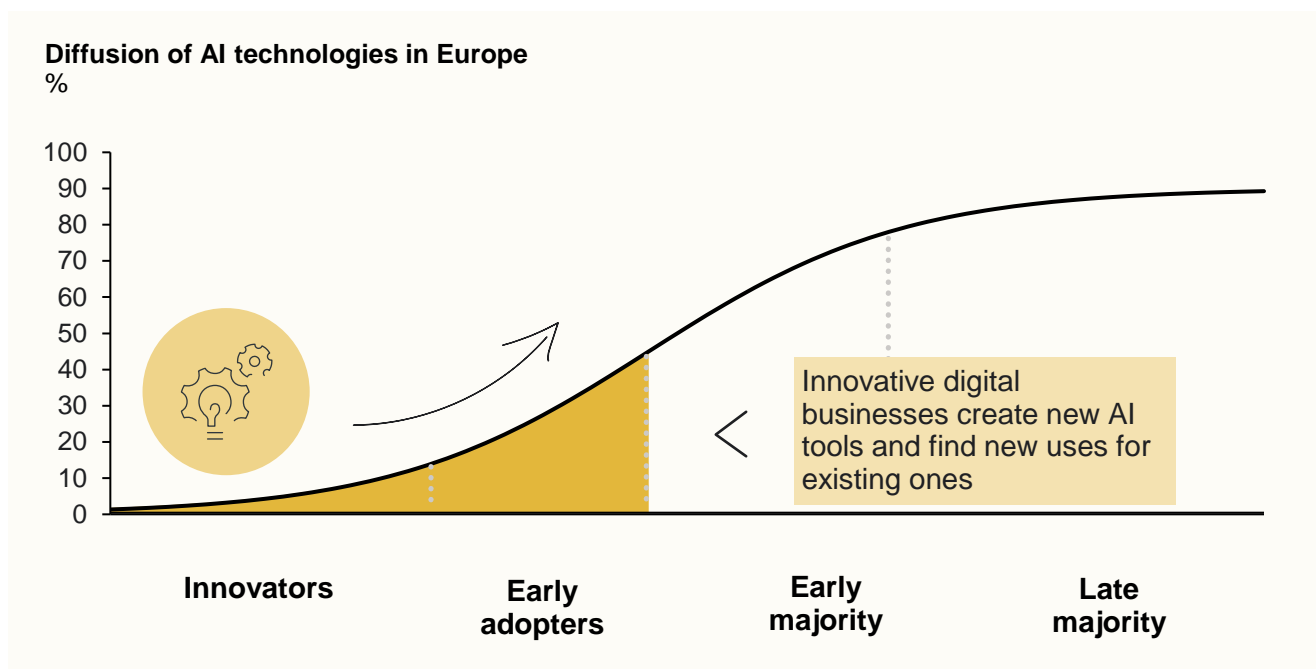 Diffusion of AI technologies in Europe
%
100
90
80
70
60
50
40
30
20
10
0
Innovative digital
businesses create new AI
tools and find new uses for
existing ones
Innovators
Early
adopters
Early
majority
Late
majority